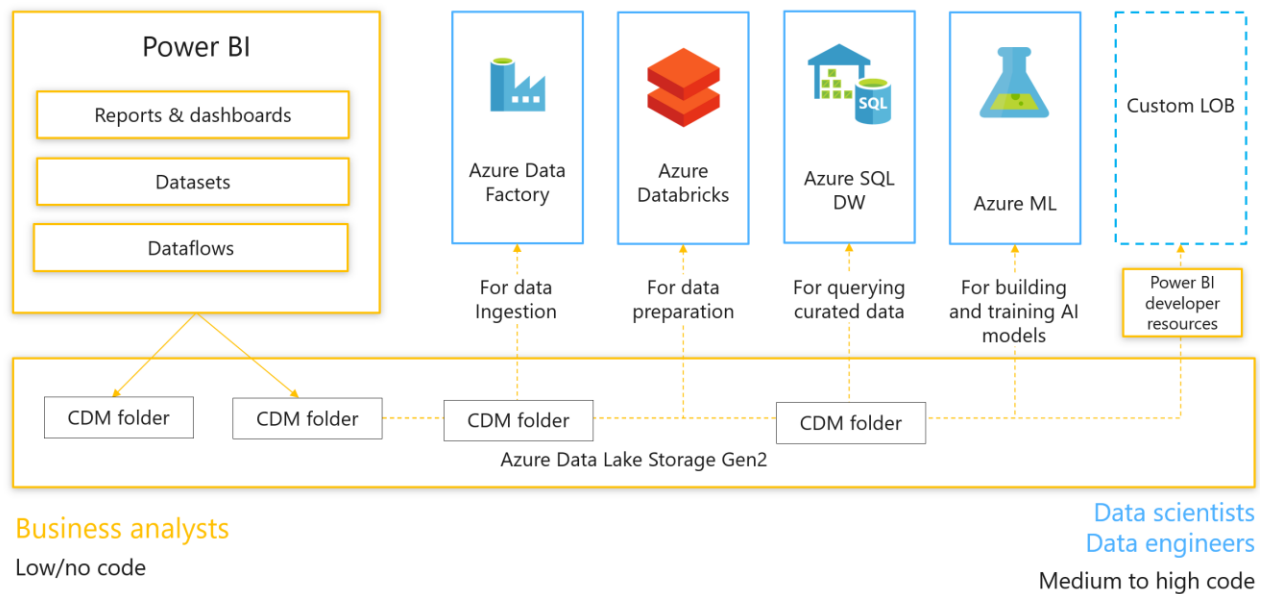 Power BI
Reports & dashboards
Datasets
Dataflows
Azure Data
Factory
Azure
Databricks
SQL
Azure SQL
DW
Azure ML
Custom LOB
For data
Ingestion
For data
preparation
For querying
curated data
For building
and training AI
models
Power BI
developer
resources
CDM folder
CDM folder
CDM folder
CDM folder
Azure Data Lake Storage Gen2
Business analysts
Low/no code
Data scientists
Data engineers
Medium to high code